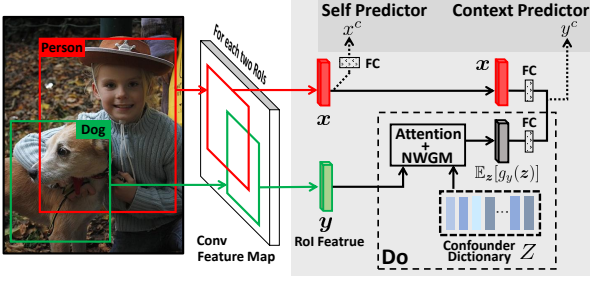 Self Predictor
Context Predictor
x^c
y^c
For each two RoIs
Person
FC
x
x
Dog
FC
Attention
+
NWGM
FC
𝔼_z[g_y(z)]
y
RoI Featrue
Conv
Feature Map
...
Confounder
Dictionary Z
Do